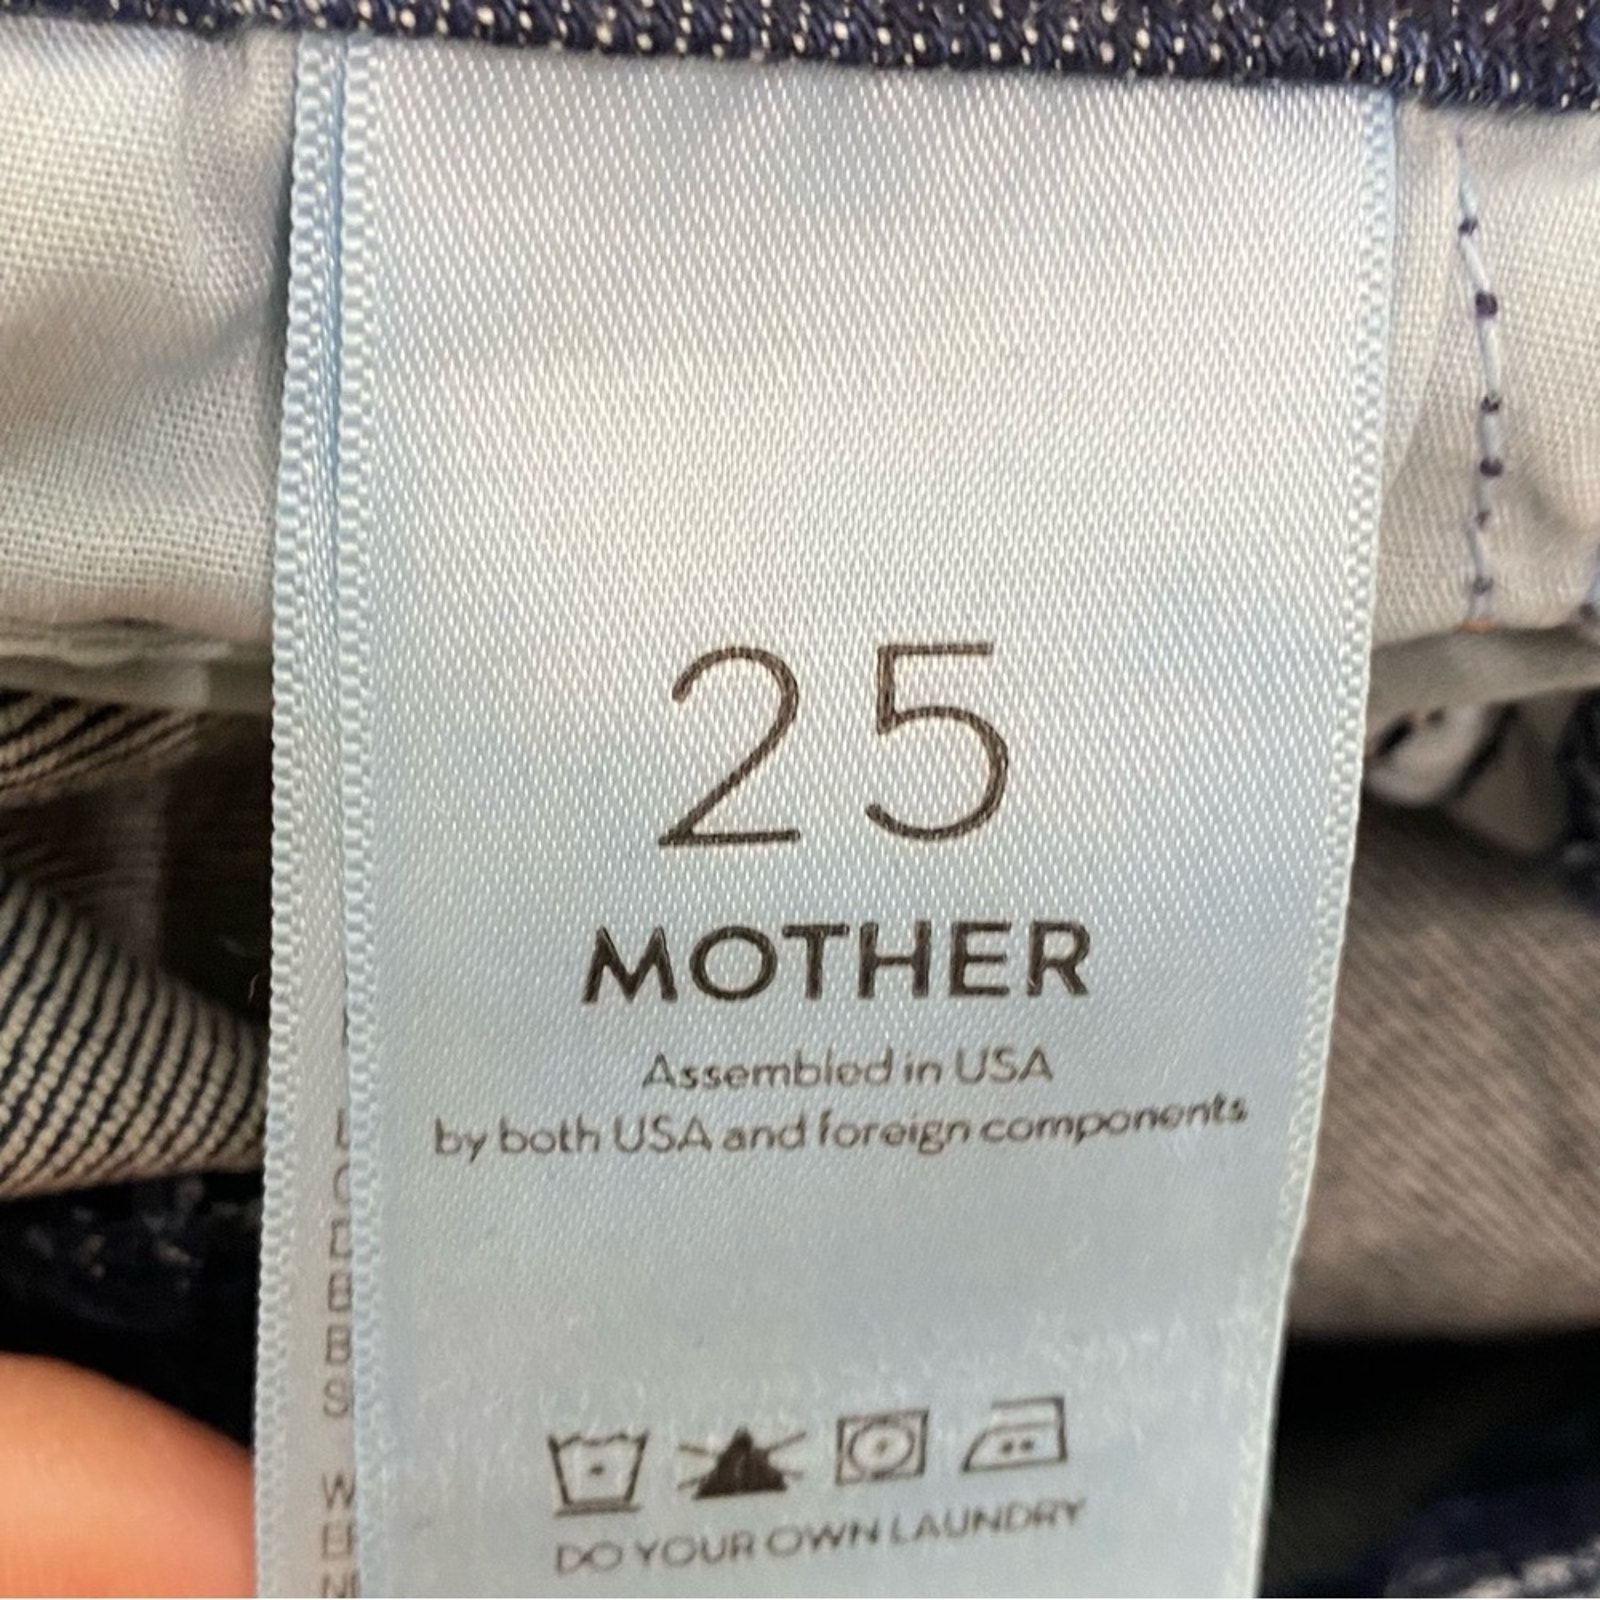 25
MOTHER
Assembled in USA
by both USA and foreign components
DO YOUR OWN LAUNDRY